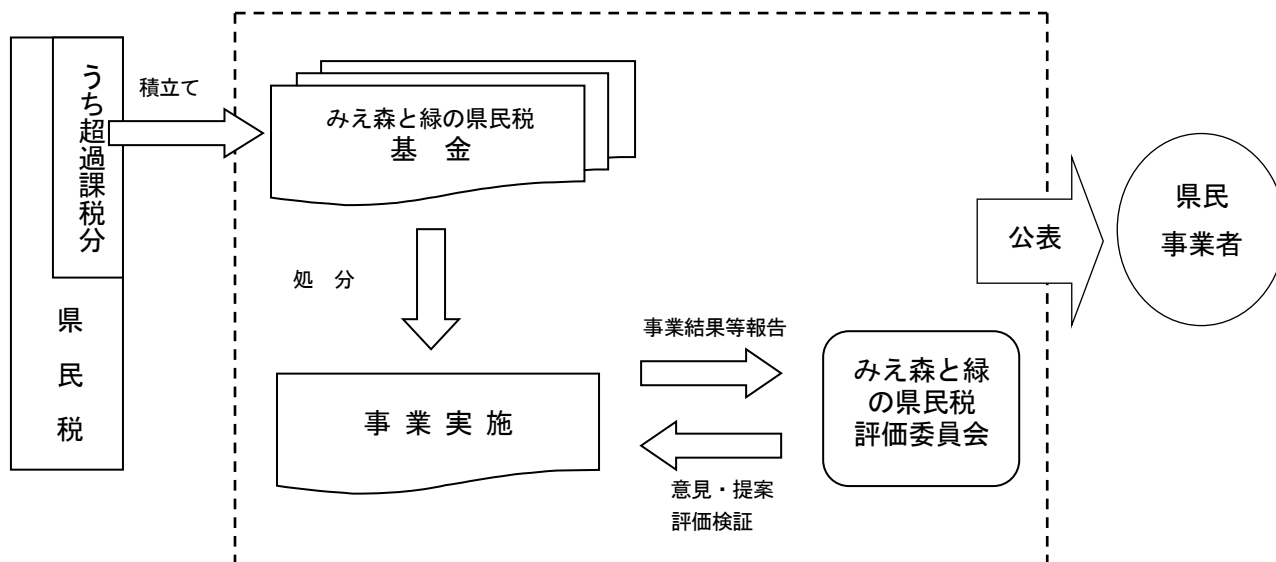 うち超過課税分
県民税
積立て
みえ森と緑の県民税
基　金
処　分
事 業 実 施
事業結果等報告
意見・提案
評価検証
みえ森と緑
の県民税
評価委員会
公表
県民
事業者